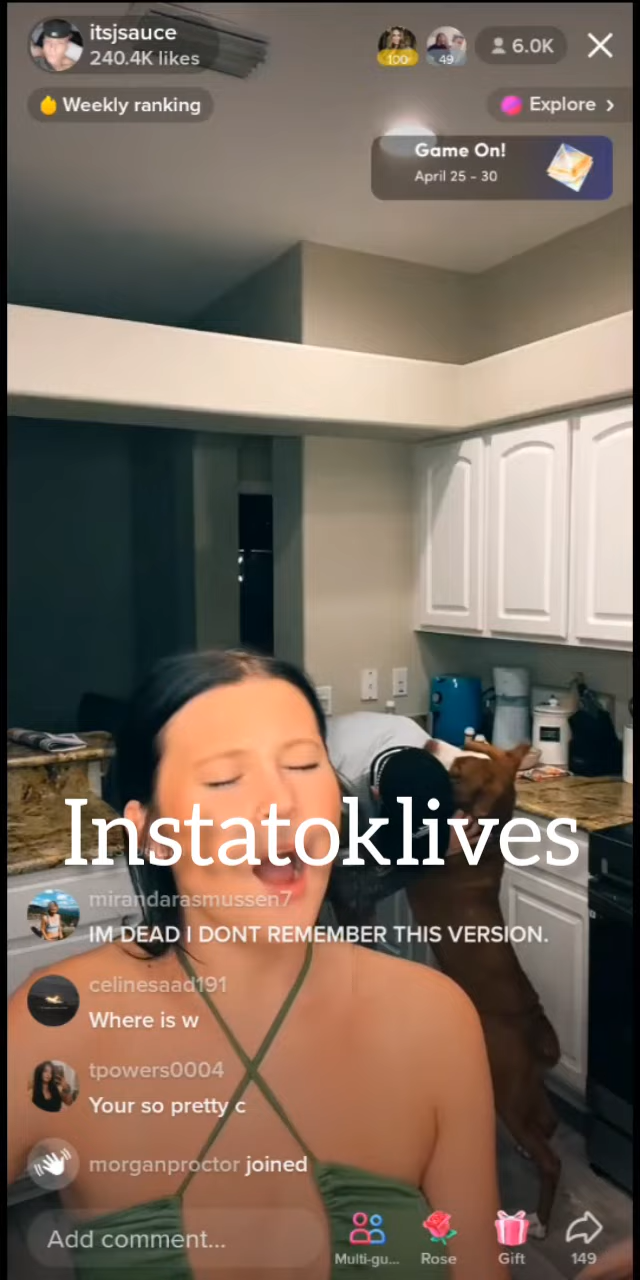 itsjsauce
240.4K likes
100
49
6.0K
Weekly ranking
Explore >
Game On!
April 25 - 30
Instatoklives
mirandarasmussen7
IM DEAD I DONT REMEMBER THIS VERSION.
celinesaad191
Where is w
tpowers0004
Your so pretty c
morganproctor joined
Add comment...
Multi-gu...
Rose
Gift
149